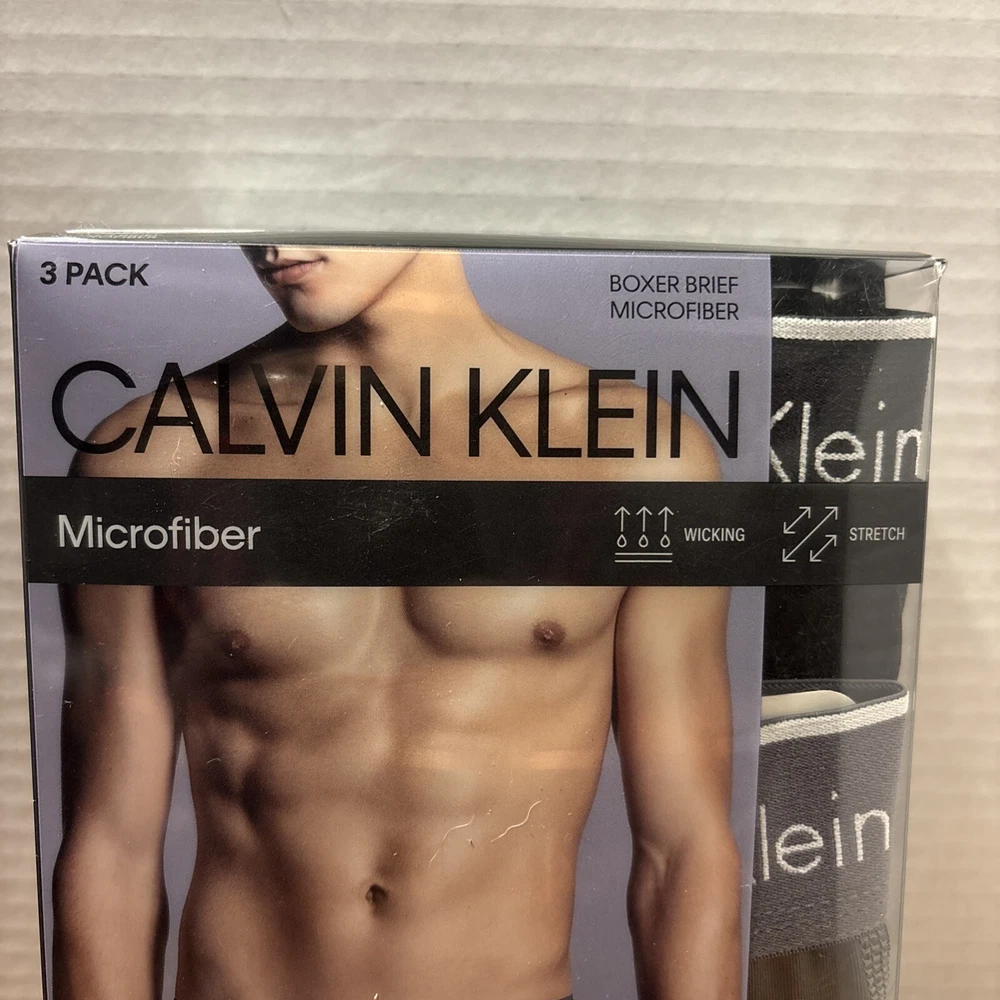 3 PACK
BOXER BRIEF
MICROFIBER
CALVIN KLEIN
Klein
Microfiber
WICKING
STRETCH
lein